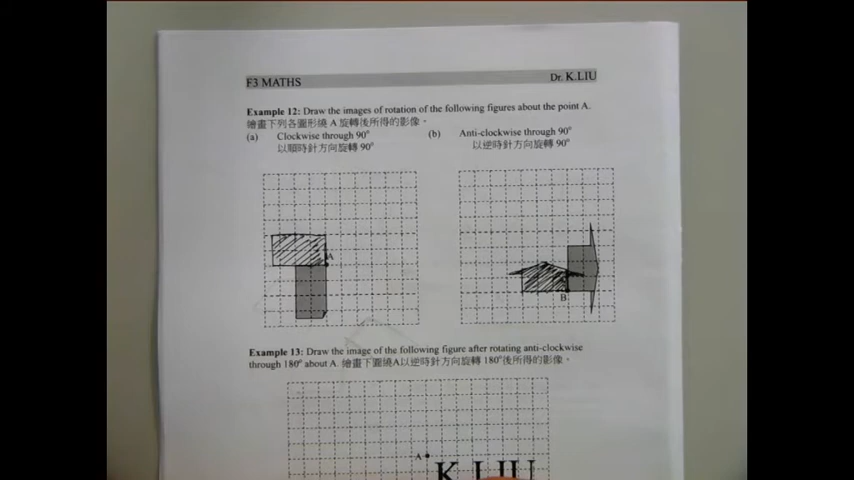 F3 MATHS
Dr. K.LIU
Example 12: Draw the images of rotation of the following figures about the point A.
繪畫下列各圖形繞 A 旋轉後所得的影像。
(a) Clockwise through 90°
以順時針方向旋轉 90°
(b) Anti-clockwise through 90°
以逆時針方向旋轉 90°
A
B
Example 13: Draw the image of the following figure after rotating anti-clockwise
through 180° about A. 繪畫下圖繞A以逆時針方向旋轉 180°後所得的影像。
A
K LIU